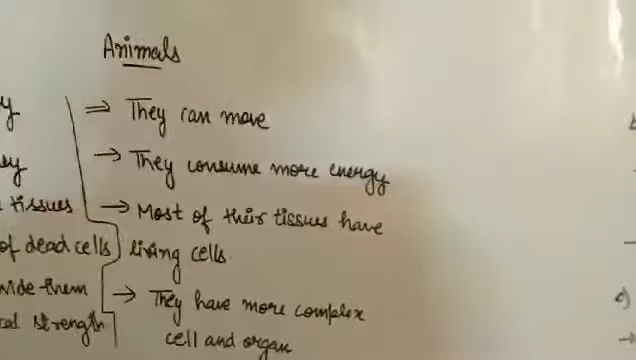 Animals
⇒ They can move
→ They consume more energy
tissues → Most of their tissues have
of dead cells living cells.
them → They have more complex
strength cell and organ